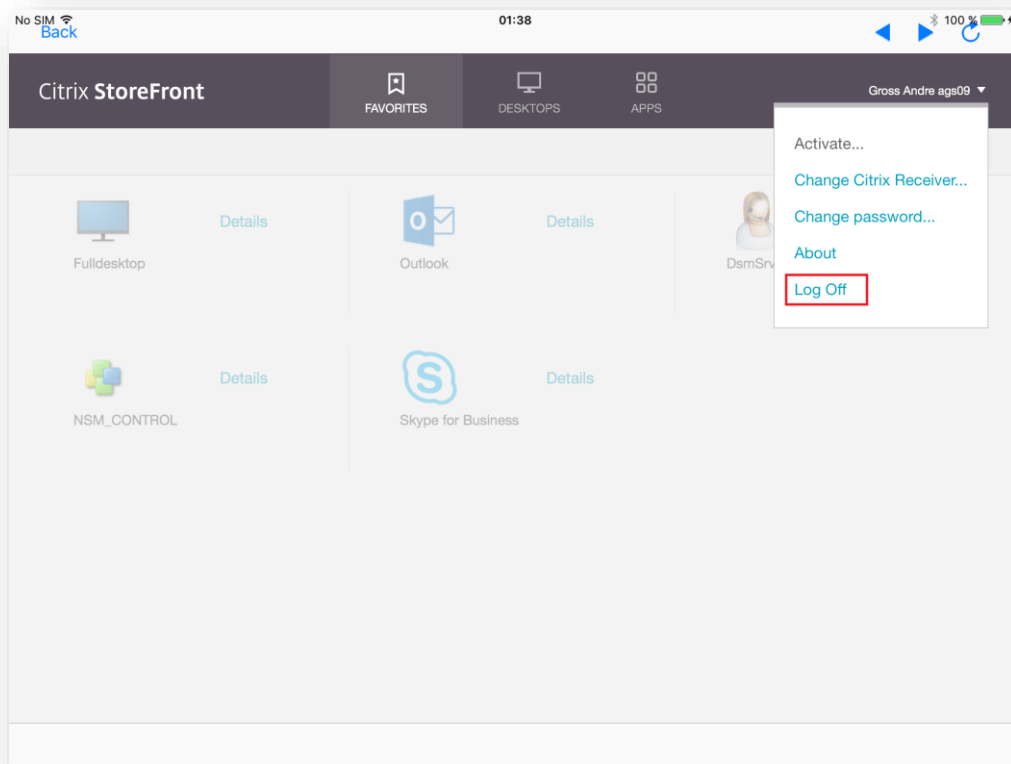 No SIM 01:38 100 %
Back
Citrix StoreFront
FAVORITES DESKTOPS APPS
Gross Andre ags09
Activate...
Change Citrix Receiver...
Change password...
About
Log Off
Details Details
Fulldesktop Outlook DsmSrv
Details Details
NSM_CONTROL Skype for Business